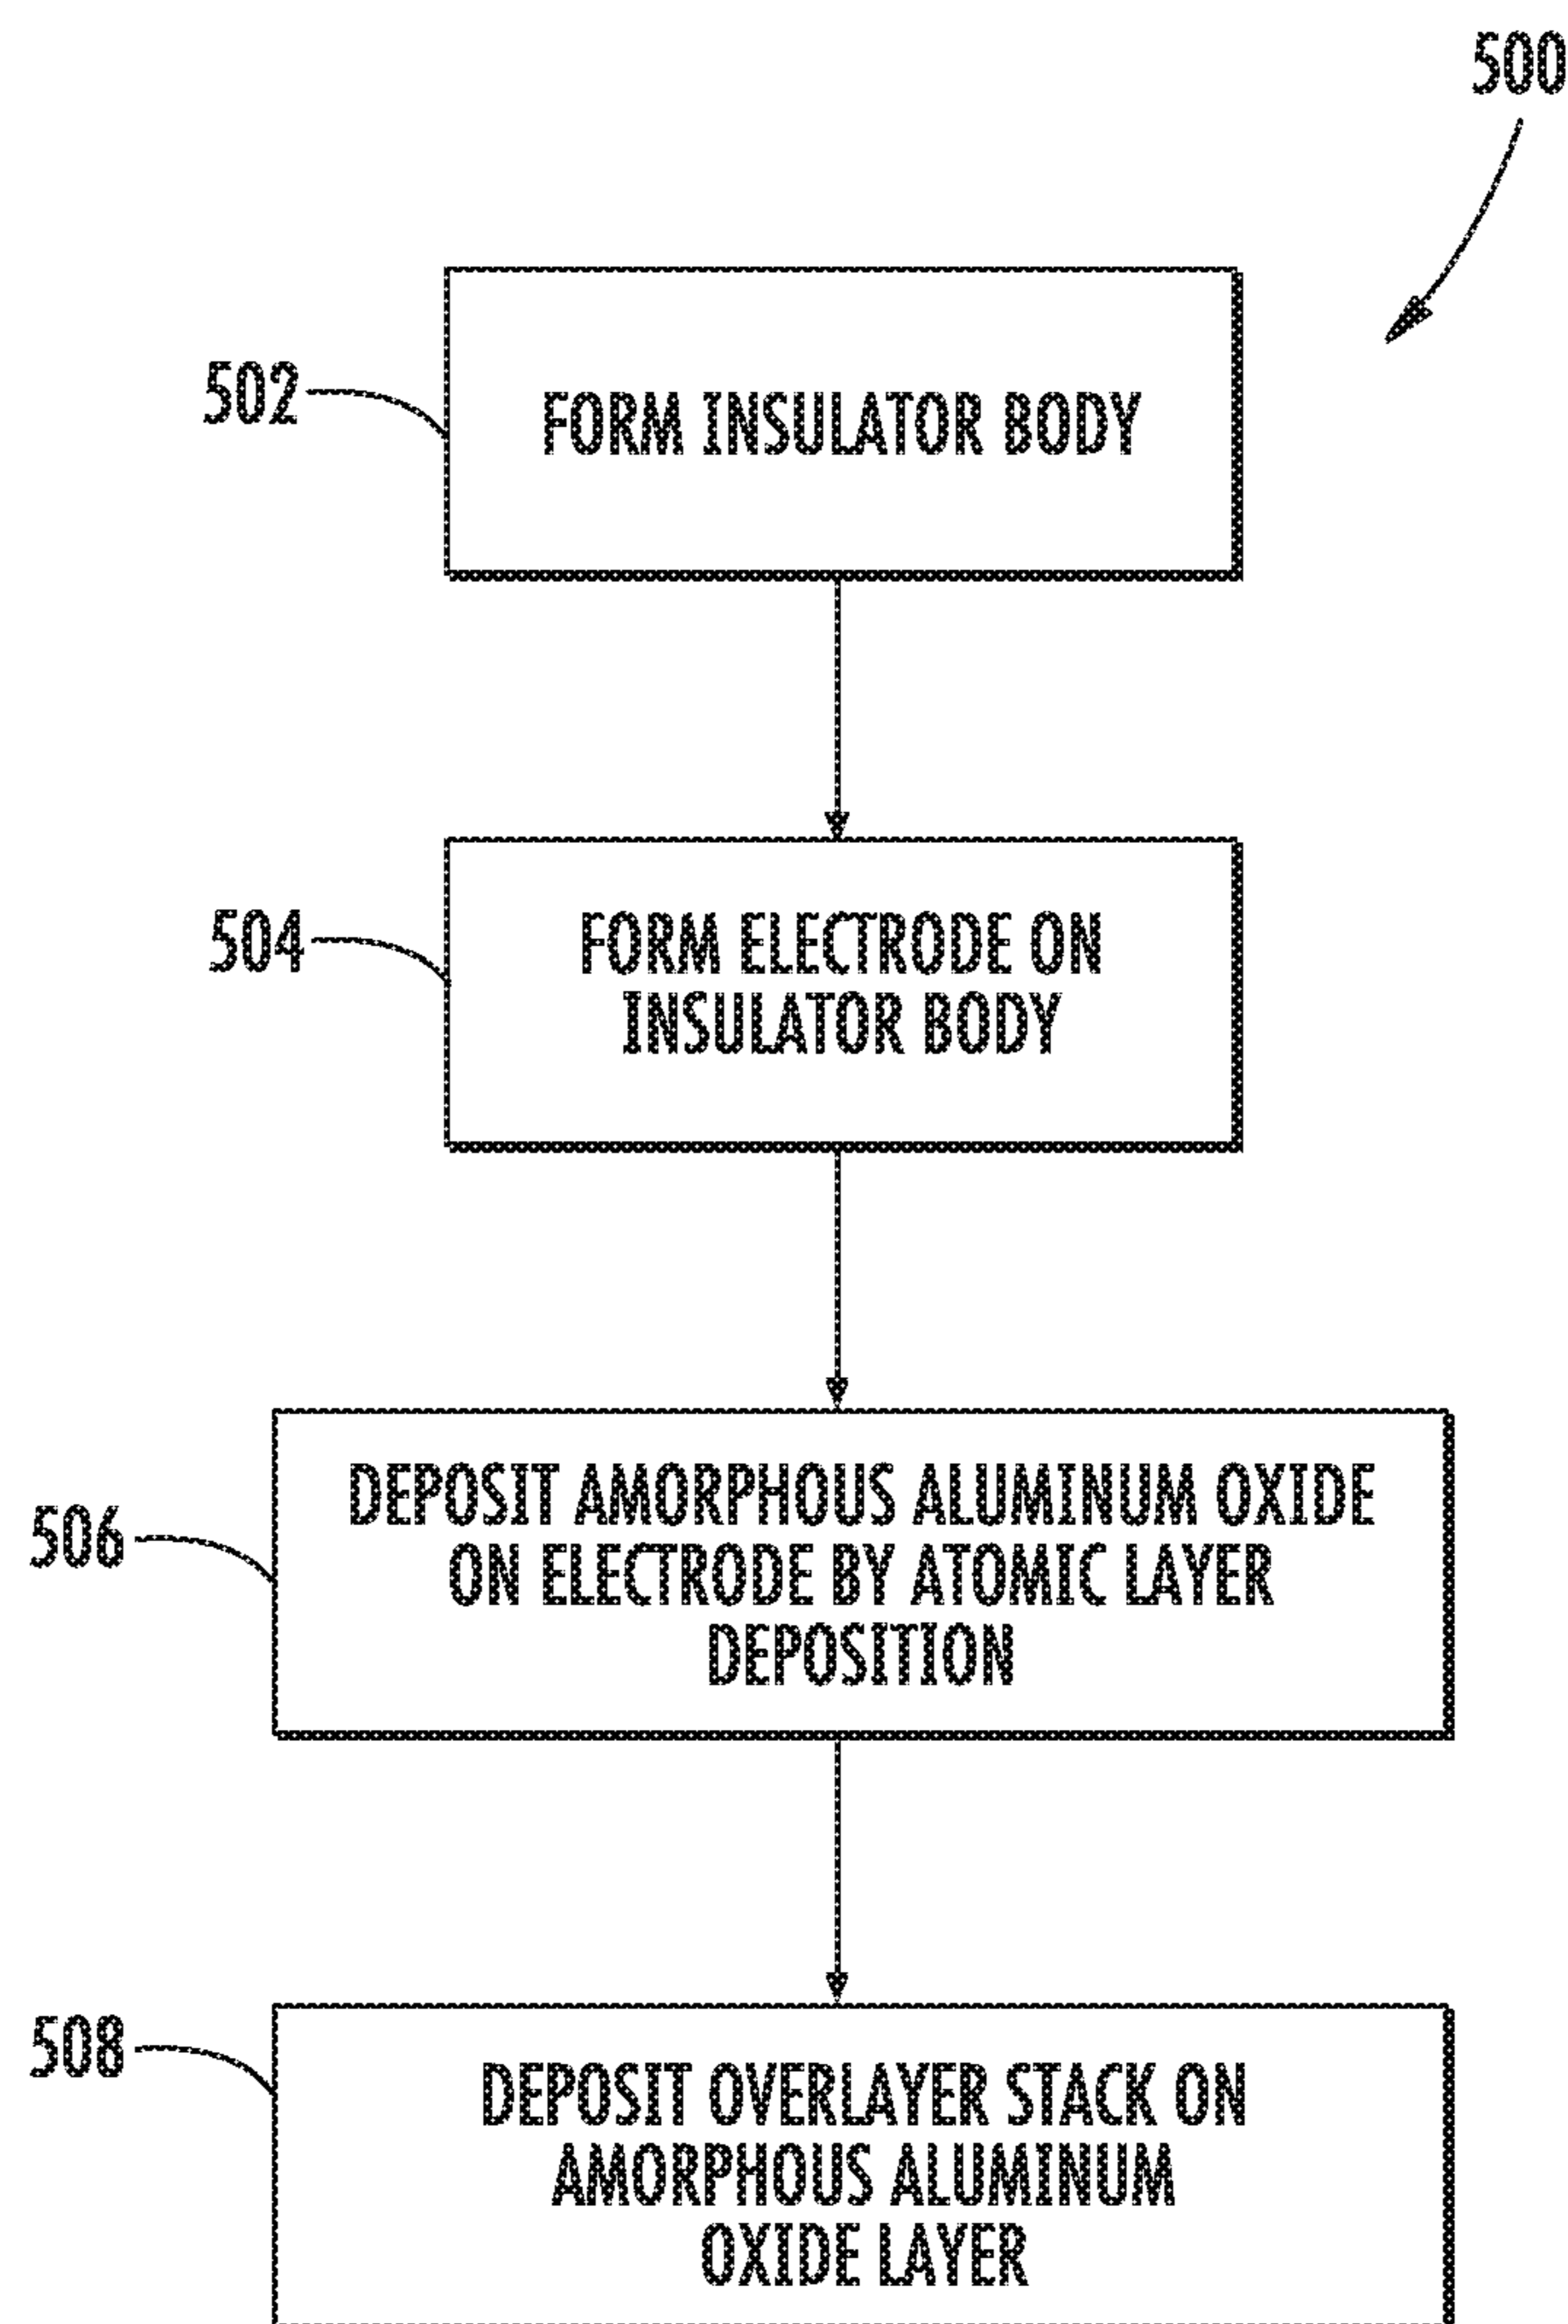 500
502
FORM INSULATOR BODY
504
FORM ELECTRODE ON
INSULATOR BODY
506
DEPOSIT AMORPHOUS ALUMINUM OXIDE
ON ELECTRODE BY ATOMIC LAYER
DEPOSITION
508
DEPOSIT OVERLAYER STACK ON
AMORPHOUS ALUMINUM
OXIDE LAYER